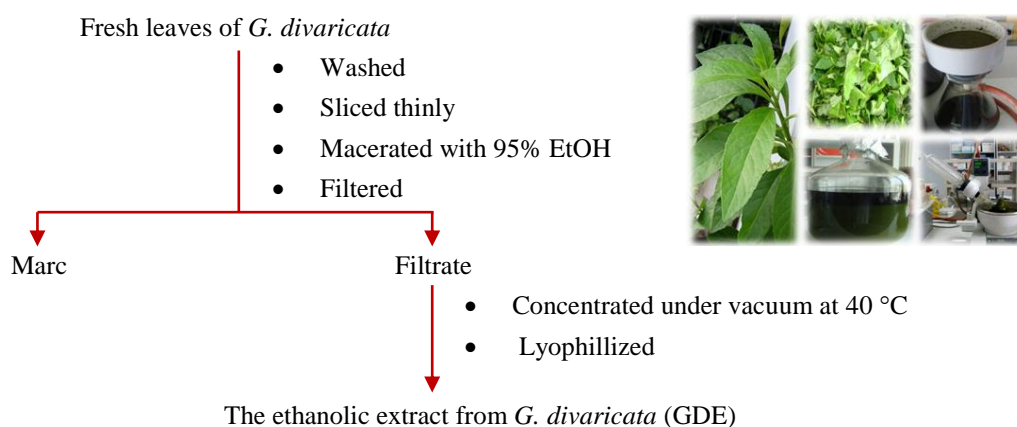 Fresh leaves of G. divaricata
• Washed
• Sliced thinly
• Macerated with 95% EtOH
• Filtered
Marc
Filtrate
• Concentrated under vacuum at 40 °C
• Lyophillized
The ethanolic extract from G. divaricata (GDE)